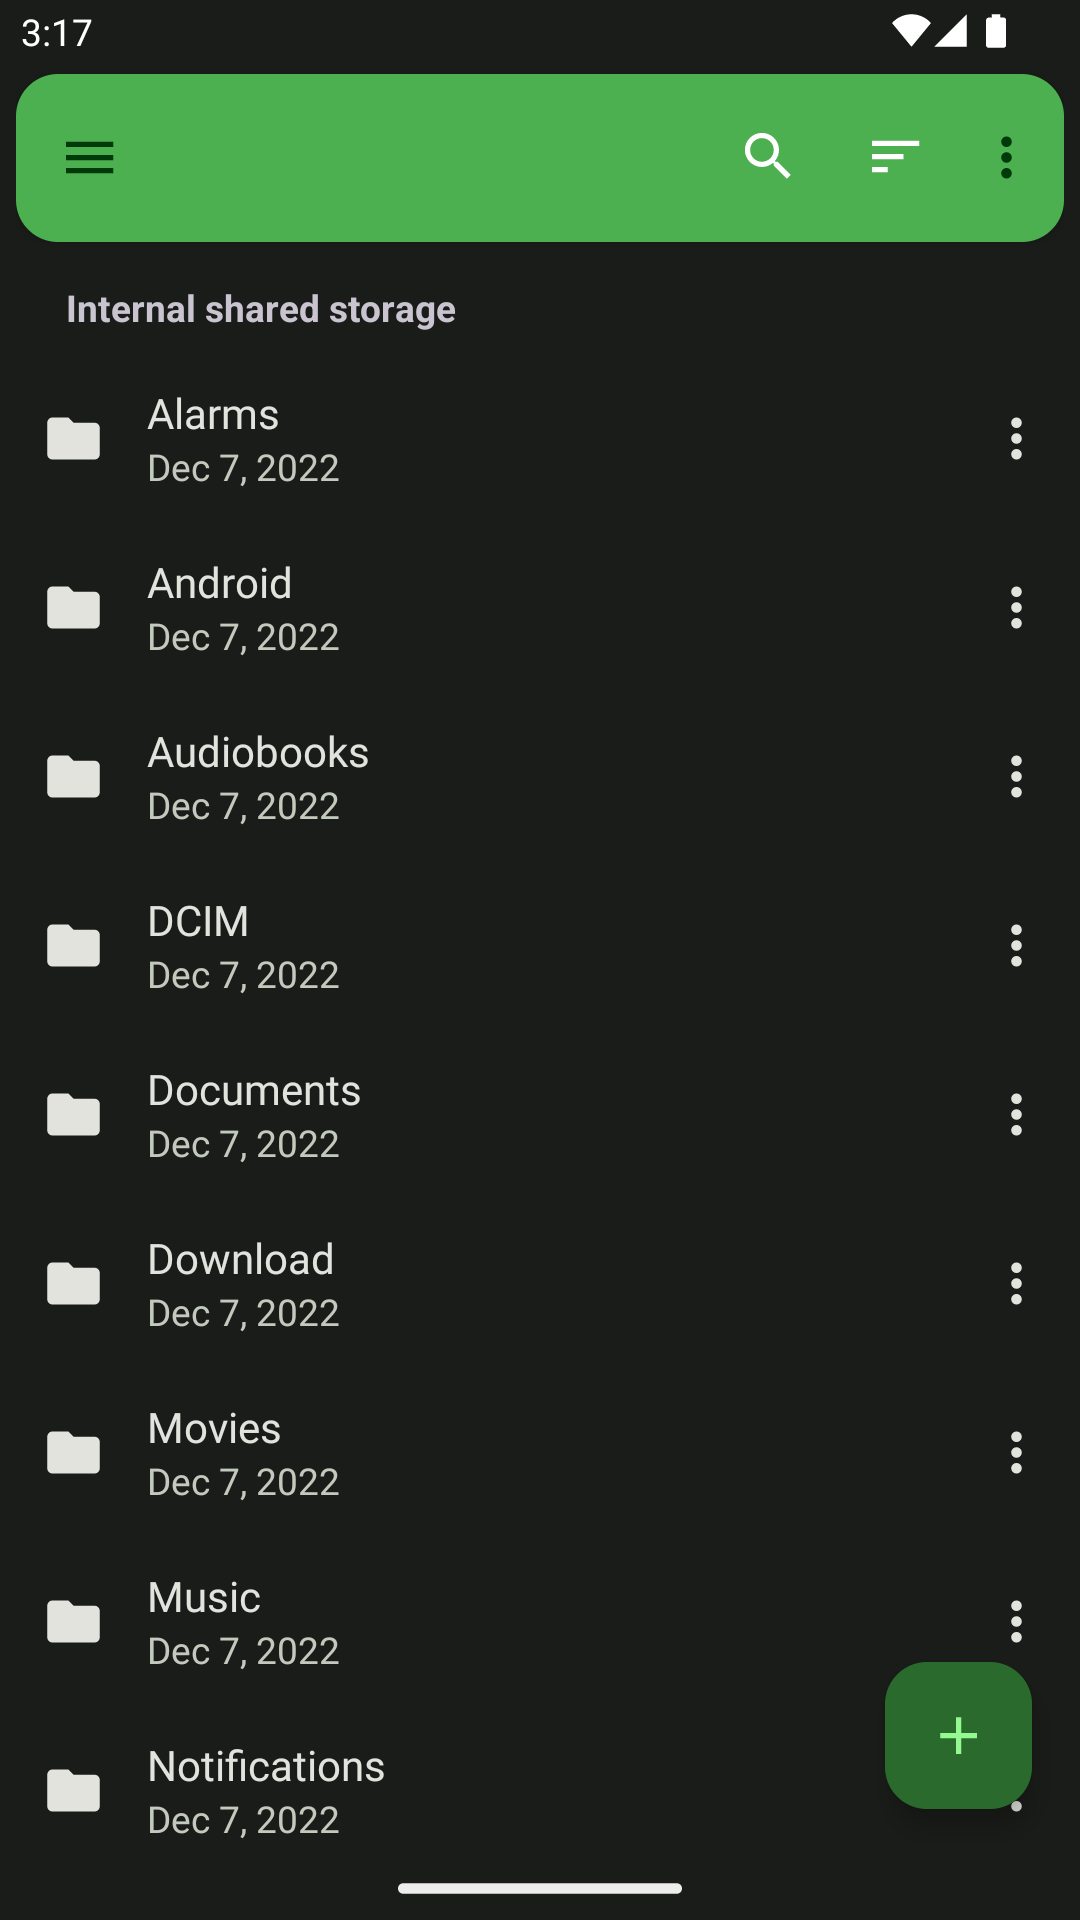 3:17
Internal shared storage
Alarms
Dec 7, 2022
Android
Dec 7, 2022
Audiobooks
Dec 7, 2022
DCIM
Dec 7, 2022
Documents
Dec 7, 2022
Download
Dec 7, 2022
Movies
Dec 7, 2022
Music
Dec 7, 2022
Notifications
Dec 7, 2022